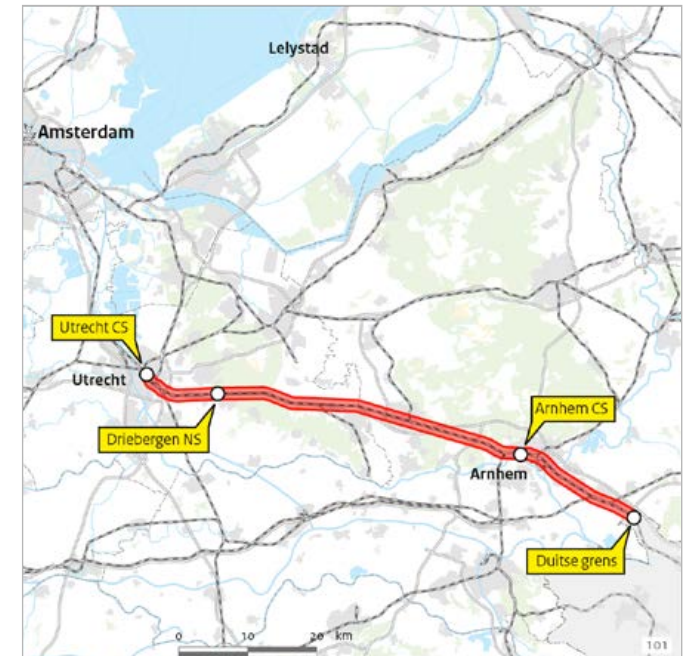 Lelystad
Amsterdam
Utrecht CS
Utrecht
Driebergen NS
Arnhem CS
Arnhem
Duitse grens
0 10 20 km
101